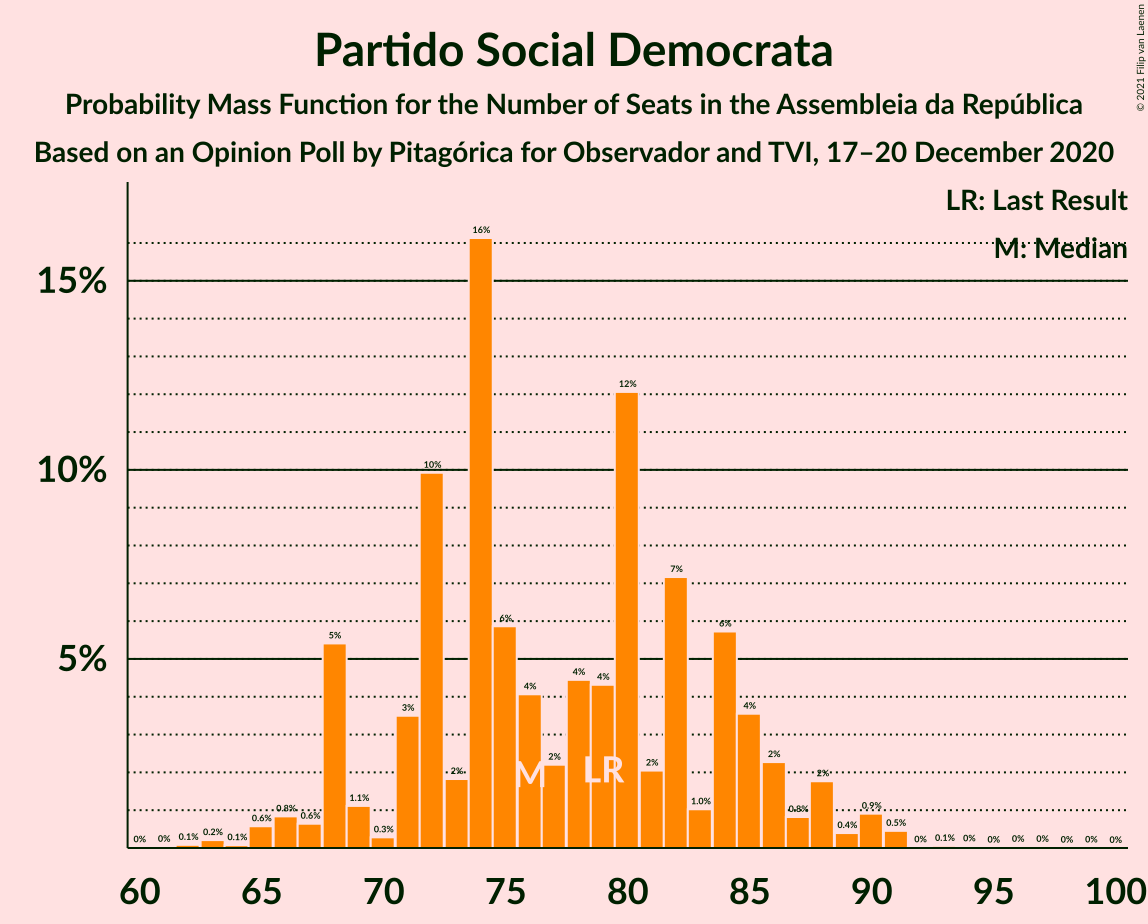 Partido Social Democrata
Probability Mass Function for the Number of Seats in the Assembleia da República
Based on an Opinion Poll by Pitagórica for Observador and TVI, 17–20 December 2020
© 2021 Filip van Laenen
LR: Last Result
M: Median
15%
10%
5%
0% 0% 0.1% 0.2% 0.1% 0.6% 0.8% 0.6% 5% 1.1% 0.3% 3% 10% 2% 16% 6% 4% 2% 4% 4% 12% 2% 7% 1.0% 6% 4% 2% 0.8% 2% 0.4% 0.9% 0.5% 0% 0.1% 0% 0% 0% 0% 0% 0% 0%
M LR
60 65 70 75 80 85 90 95 100